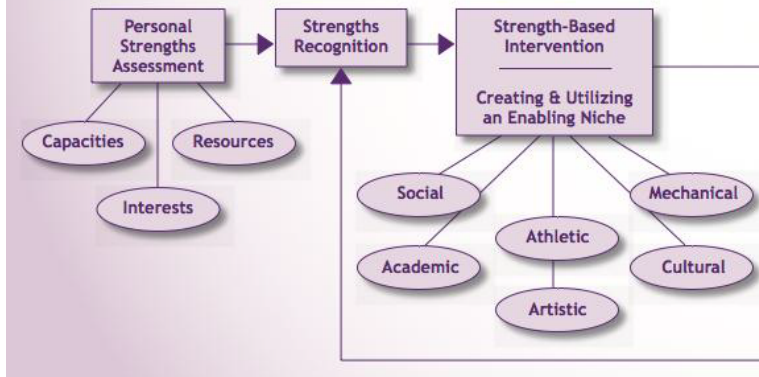 Personal
Strengths
Assessment
Strengths
Recognition
Strength-Based
Intervention
Creating & Utilizing
an Enabling Niche
Capacities
Resources
Interests
Social
Mechanical
Athletic
Academic
Cultural
Artistic